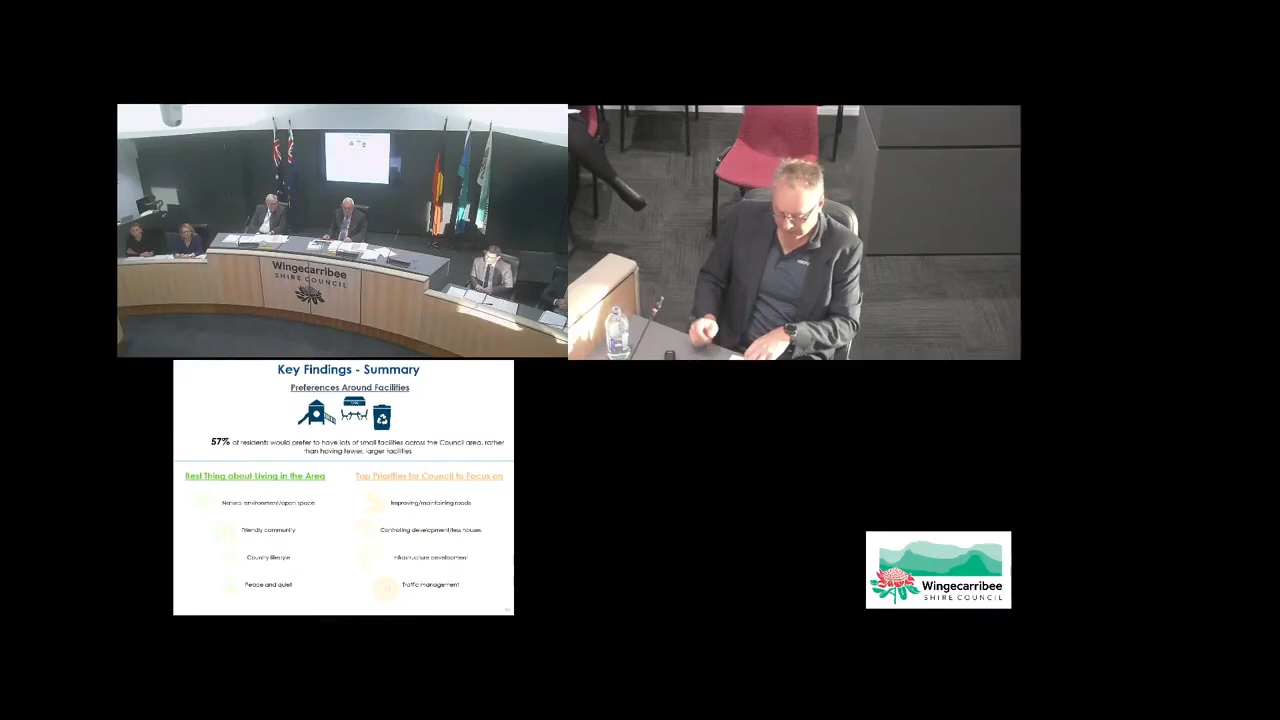 Wingecarribee
SHIRE COUNCIL
Key Findings - Summary
Preferences Around Facilities
57% of residents would prefer to have lots of small facilities across the Council area, rather
than having fewer, larger facilities
Best Thing about Living in the Area
Top Priorities for Council to Focus on
Natural environment/open space
Improving/maintaining roads
Friendly community
Controlling development/less houses
Country lifestyle
Infrastructure development
Peace and quiet
Traffic management
Wingecarribee
SHIRE COUNCIL